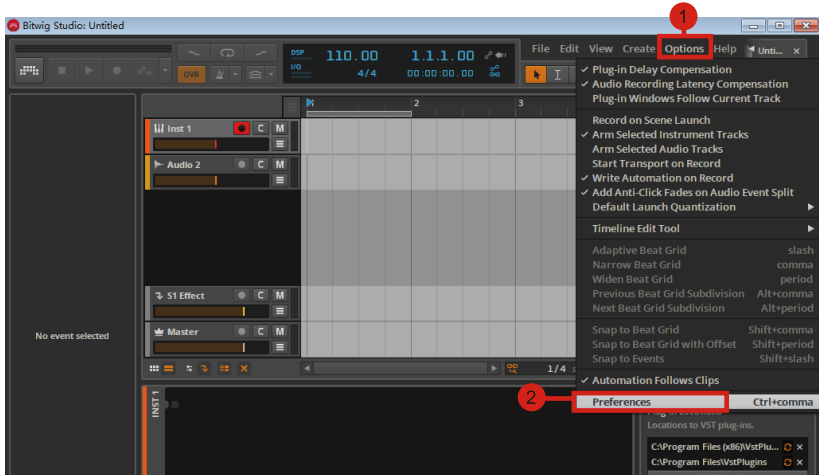 1
Bitwig Studio: Untitled
DSP
I/O
110.00
4/4
1.1.1.00
00:00:00.00
OVR
File Edit View Create Options Help Unti... ×
✓ Plug-in Delay Compensation
✓ Audio Recording Latency Compensation
Plug-in Windows Follow Current Track
Record on Scene Launch
✓ Arm Selected Instrument Tracks
Arm Selected Audio Tracks
Start Transport on Record
✓ Write Automation on Record
✓ Add Anti-Click Fades on Audio Event Split
Default Launch Quantization
Timeline Edit Tool
Adaptive Beat Grid slash
Narrow Beat Grid comma
Widen Beat Grid period
Previous Beat Grid Subdivision Alt+comma
Next Beat Grid Subdivision Alt+period
Snap to Beat Grid Shift+comma
Snap to Beat Grid with Offset Shift+period
Snap to Events Shift+slash
✓ Automation Follows Clips
2
Preferences Ctrl+comma
2 3
Inst 1 C M
Audio 2 C M
S1 Effect C M
Master C M
No event selected
1/4
INST 1
Locations to VST plug-ins.
C:\Program Files (x86)\VstPlu... ×
C:\Program Files\VstPlugins ×